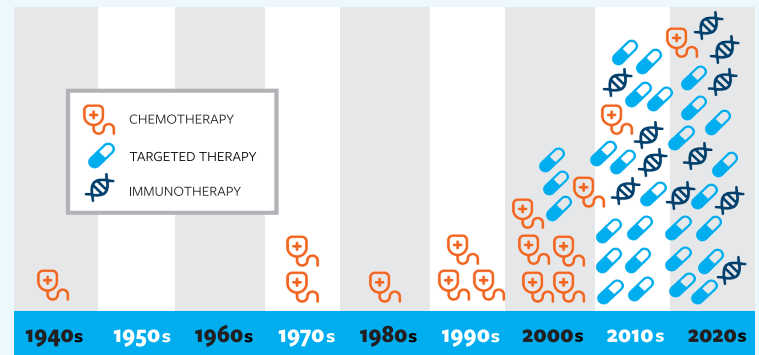 CHEMOTHERAPY
TARGETED THERAPY
IMMUNOTHERAPY
1940s 1950s 1960s 1970s 1980s 1990s 2000s 2010s 2020s